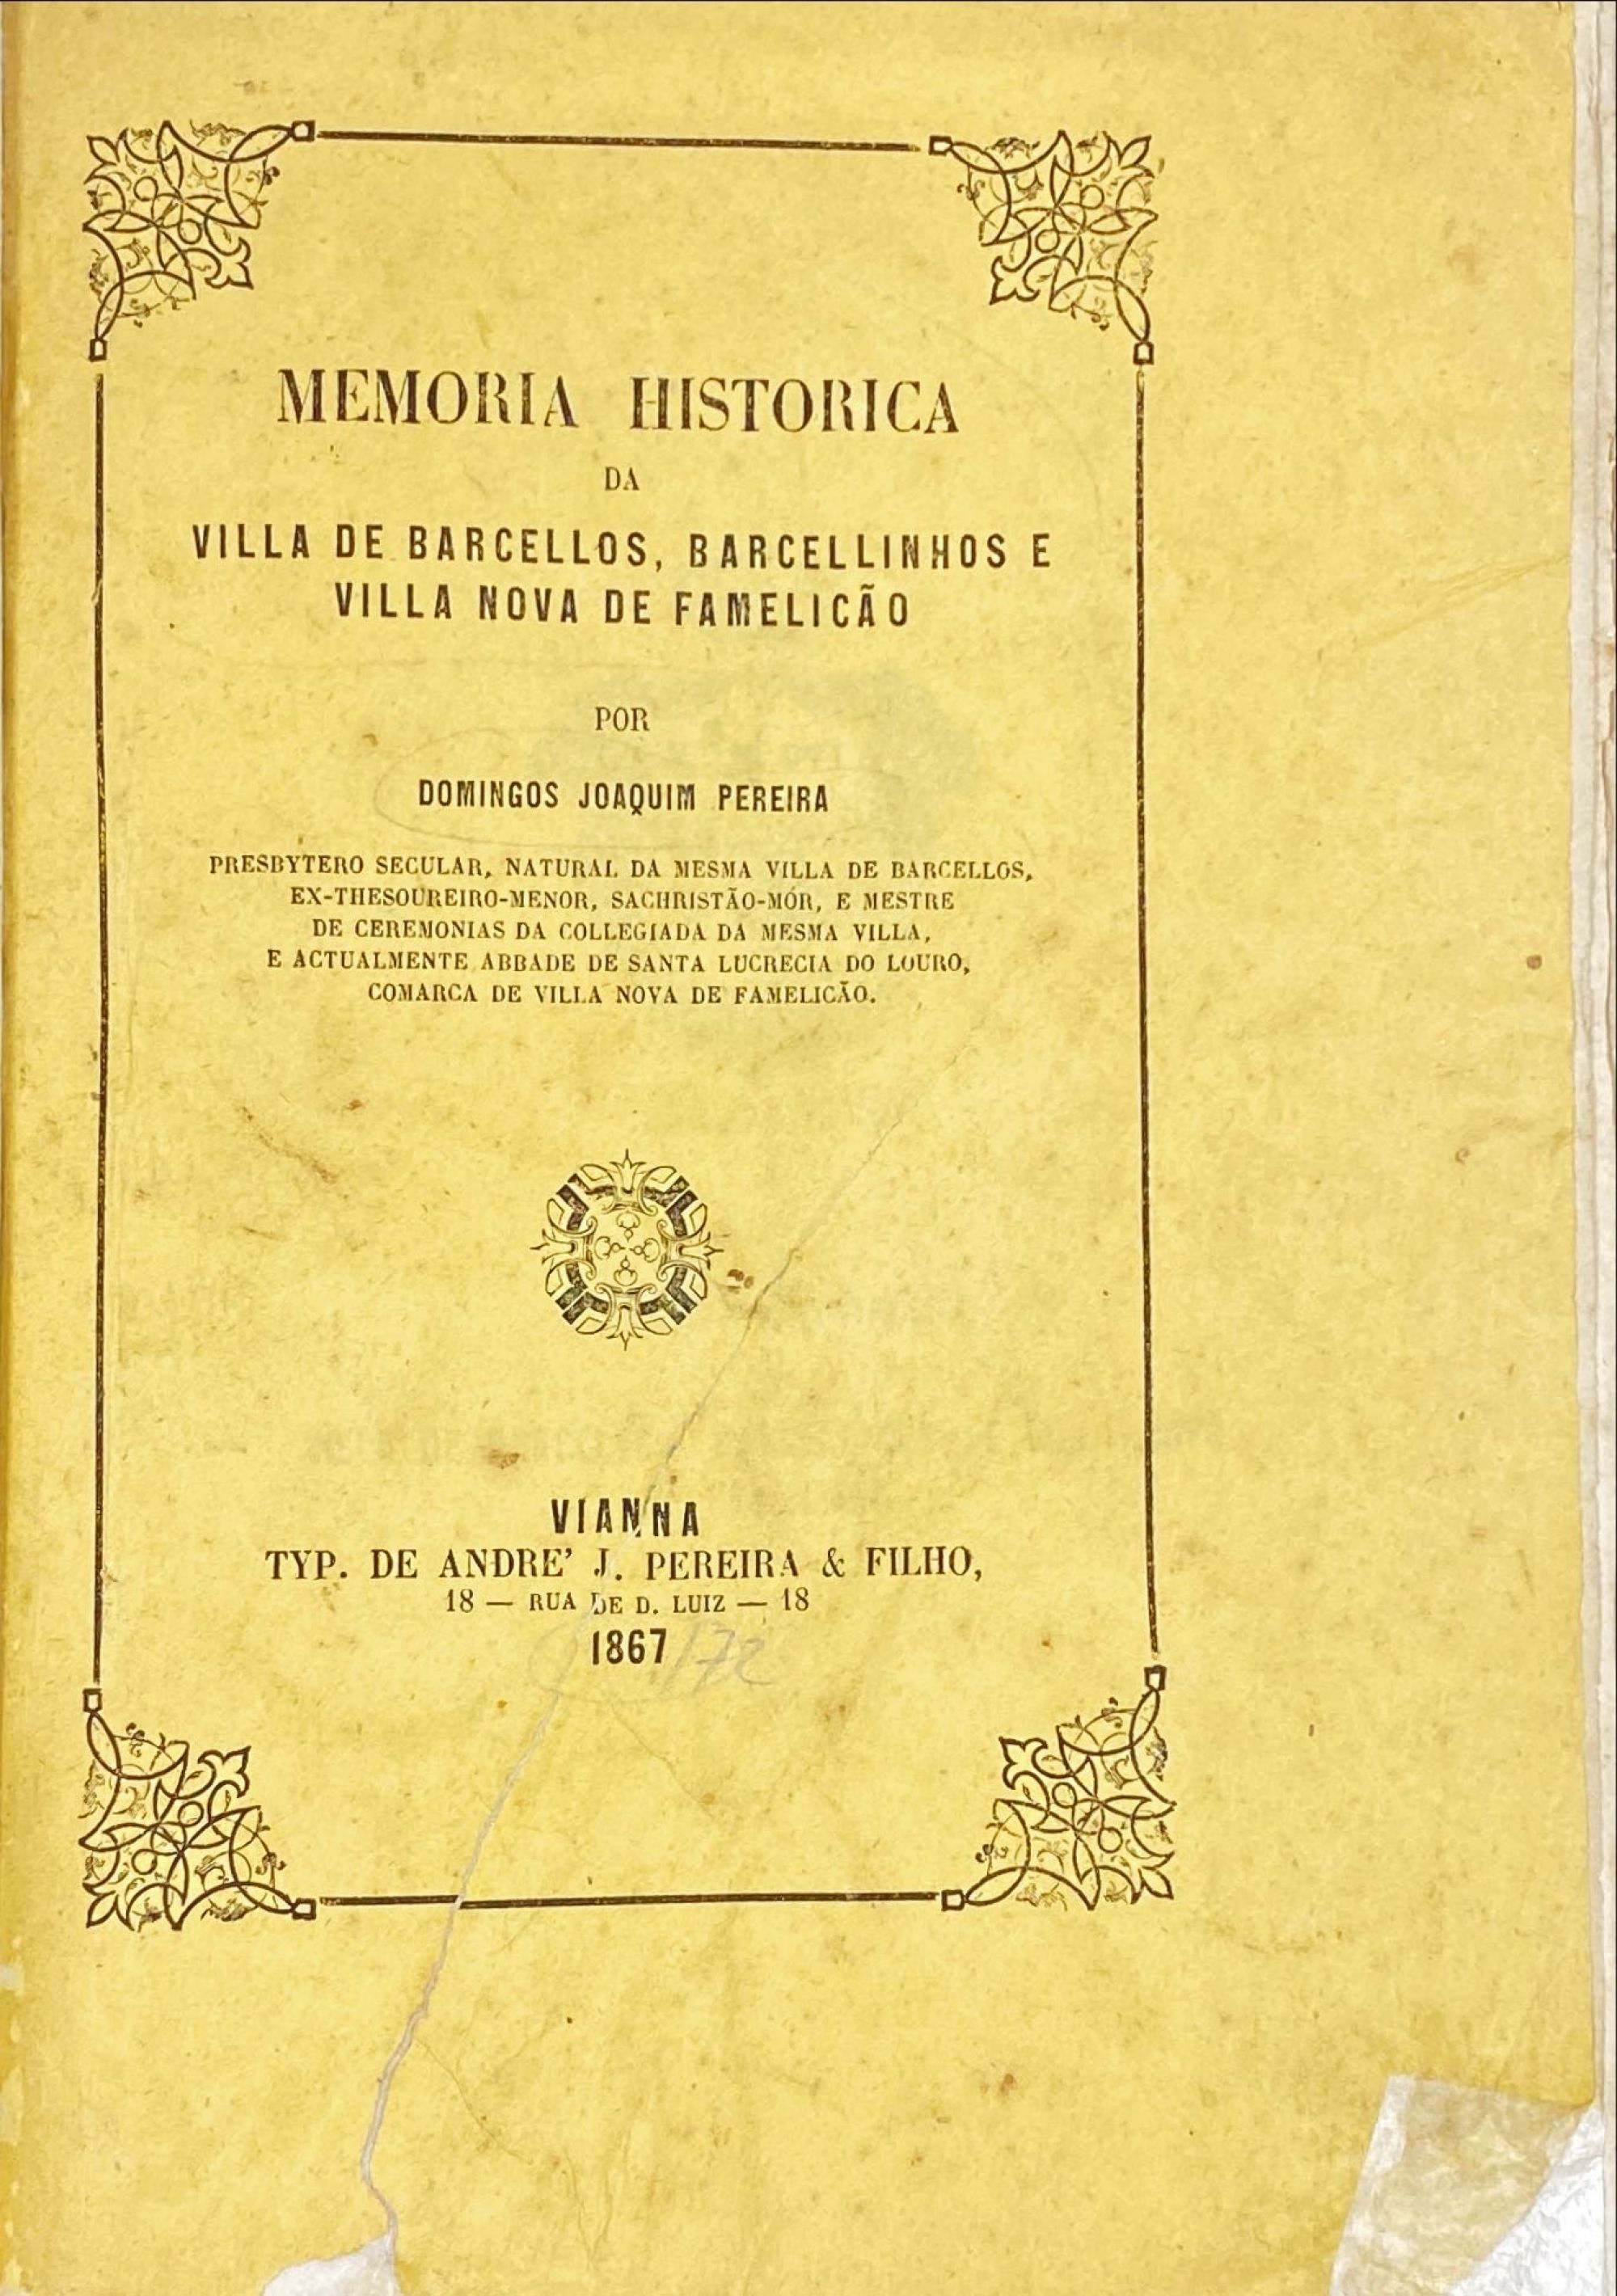 MEMORIA HISTORICA
DA
VILLA DE BARCELLOS, BARCELLINHOS E
VILLA NOVA DE FAMELICÃO
POR
DOMINGOS JOAQUIM PEREIRA
PRESBYTERO SECULAR, NATURAL DA MESMA VILLA DE BARCELLOS,
EX-THESOUREIRO-MENOR, SACHRISTÃO-MÓR, E MESTRE
DE CEREMONIAS DA COLLEGIADA DA MESMA VILLA,
E ACTUALMENTE ABBADE DE SANTA LUCRECIA DO LOURO,
COMARCA DE VILLA NOVA DE FAMELICÃO.
VIANNA
TYP. DE ANDRE' J. PEREIRA & FILHO,
18 — RUA DE D. LUIZ — 18
1867 /72